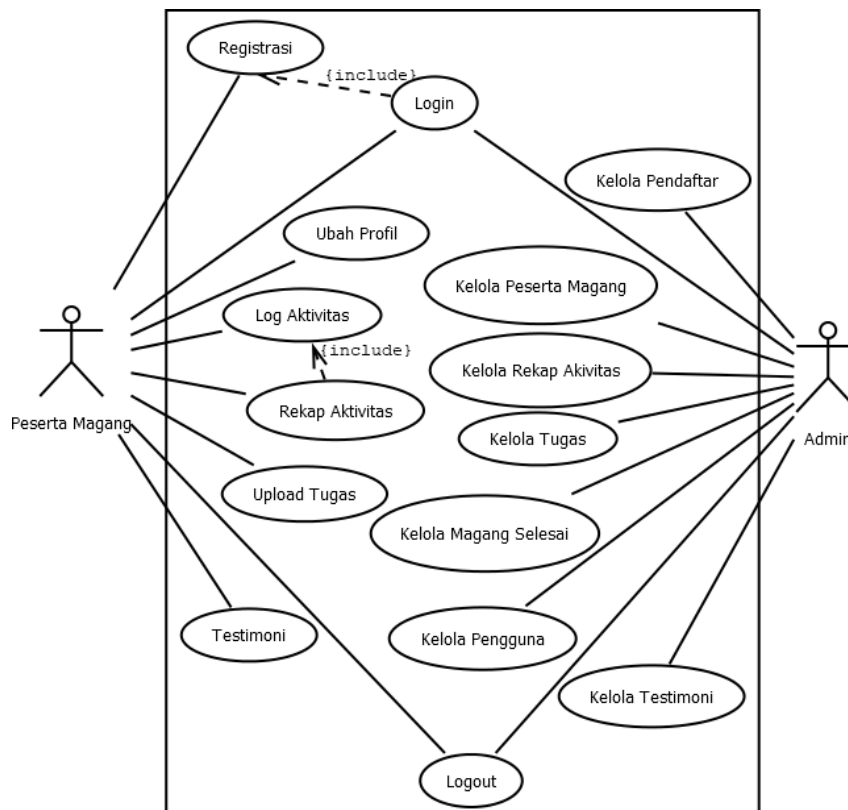 Registrasi
{include}
Login
Kelola Pendaftar
Ubah Profil
Kelola Peserta Magang
Log Aktivitas
{include}
Kelola Rekap Akivitas
Rekap Aktivitas
Peserta Magang
Kelola Tugas
Admin
Upload Tugas
Kelola Magang Selesai
Testimoni
Kelola Pengguna
Kelola Testimoni
Logout